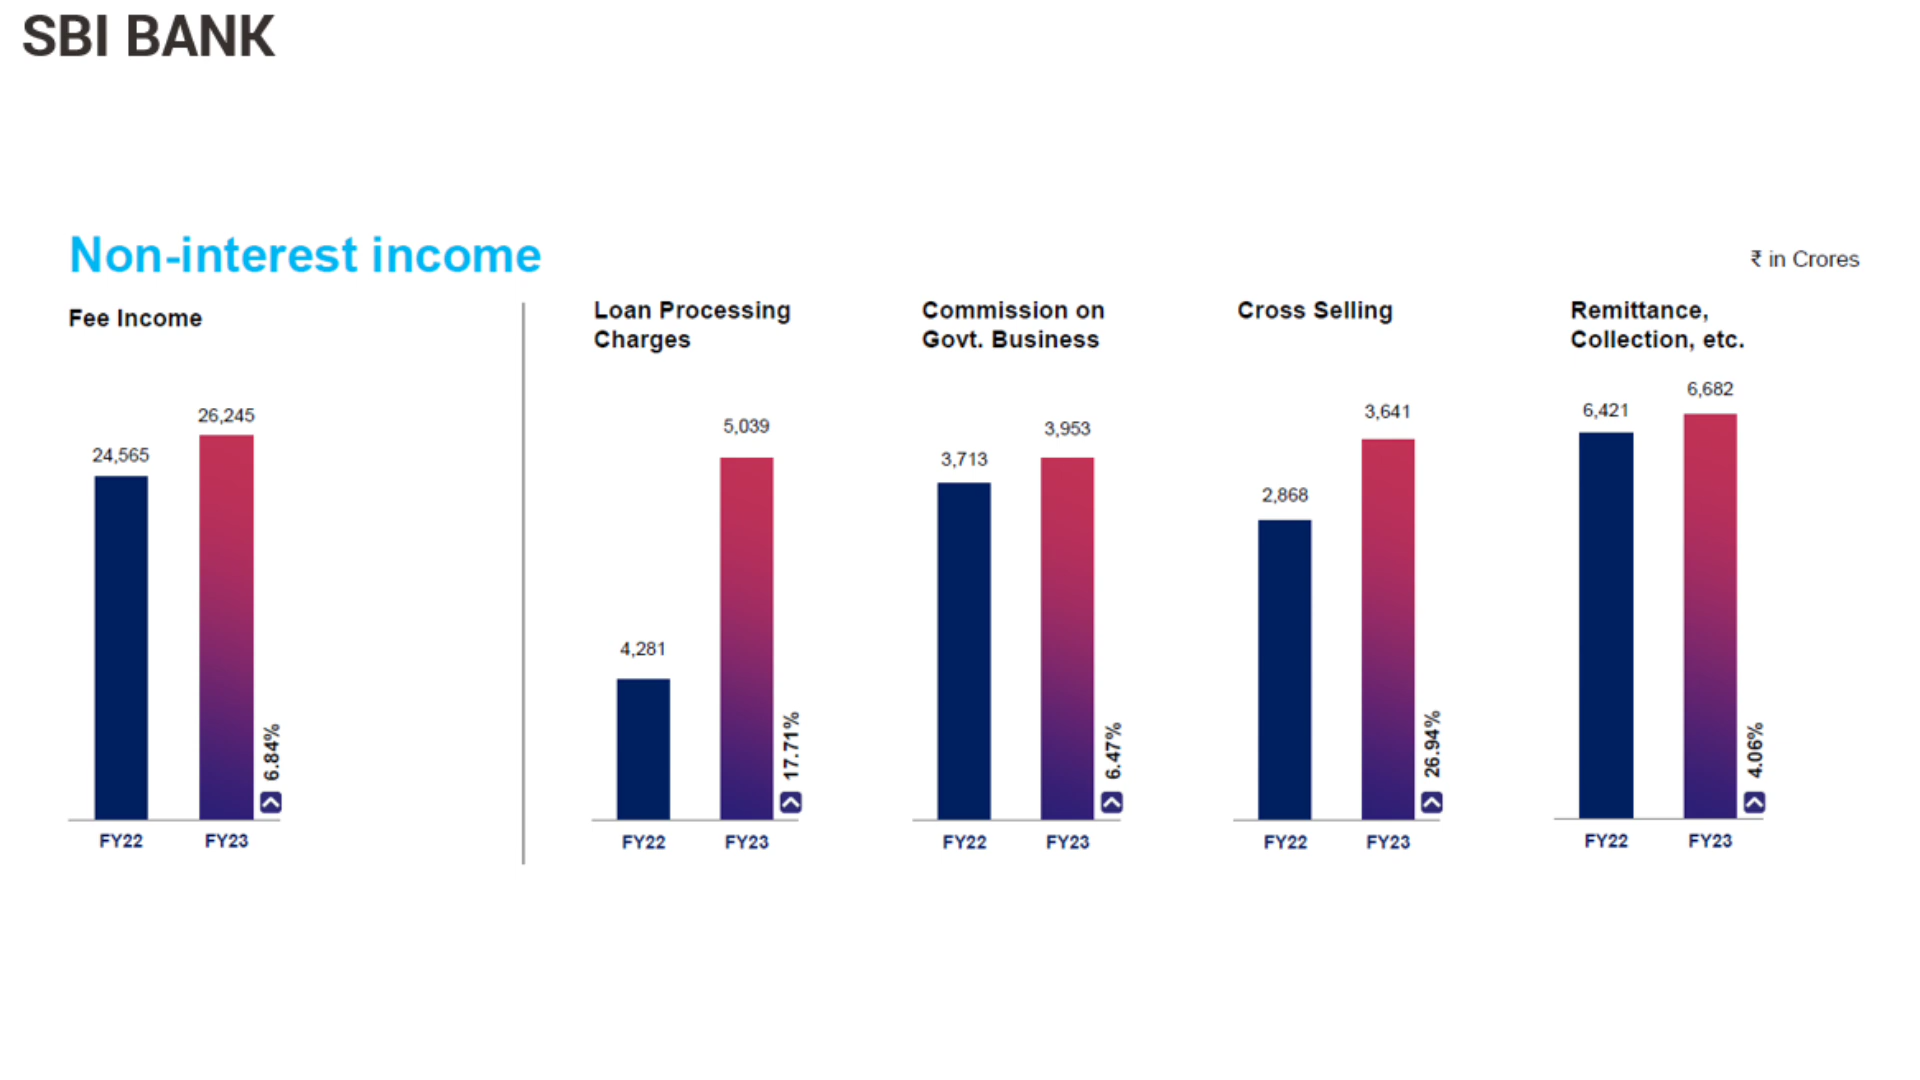 SBI BANK
Non-interest income
₹ in Crores
Fee Income
24,565
26,245
6.84%
FY22
FY23
Loan Processing
Charges
4,281
5,039
17.71%
FY22
FY23
Commission on
Govt. Business
3,713
3,953
6.47%
FY22
FY23
Cross Selling
2,868
3,641
26.94%
FY22
FY23
Remittance,
Collection, etc.
6,421
6,682
4.06%
FY22
FY23